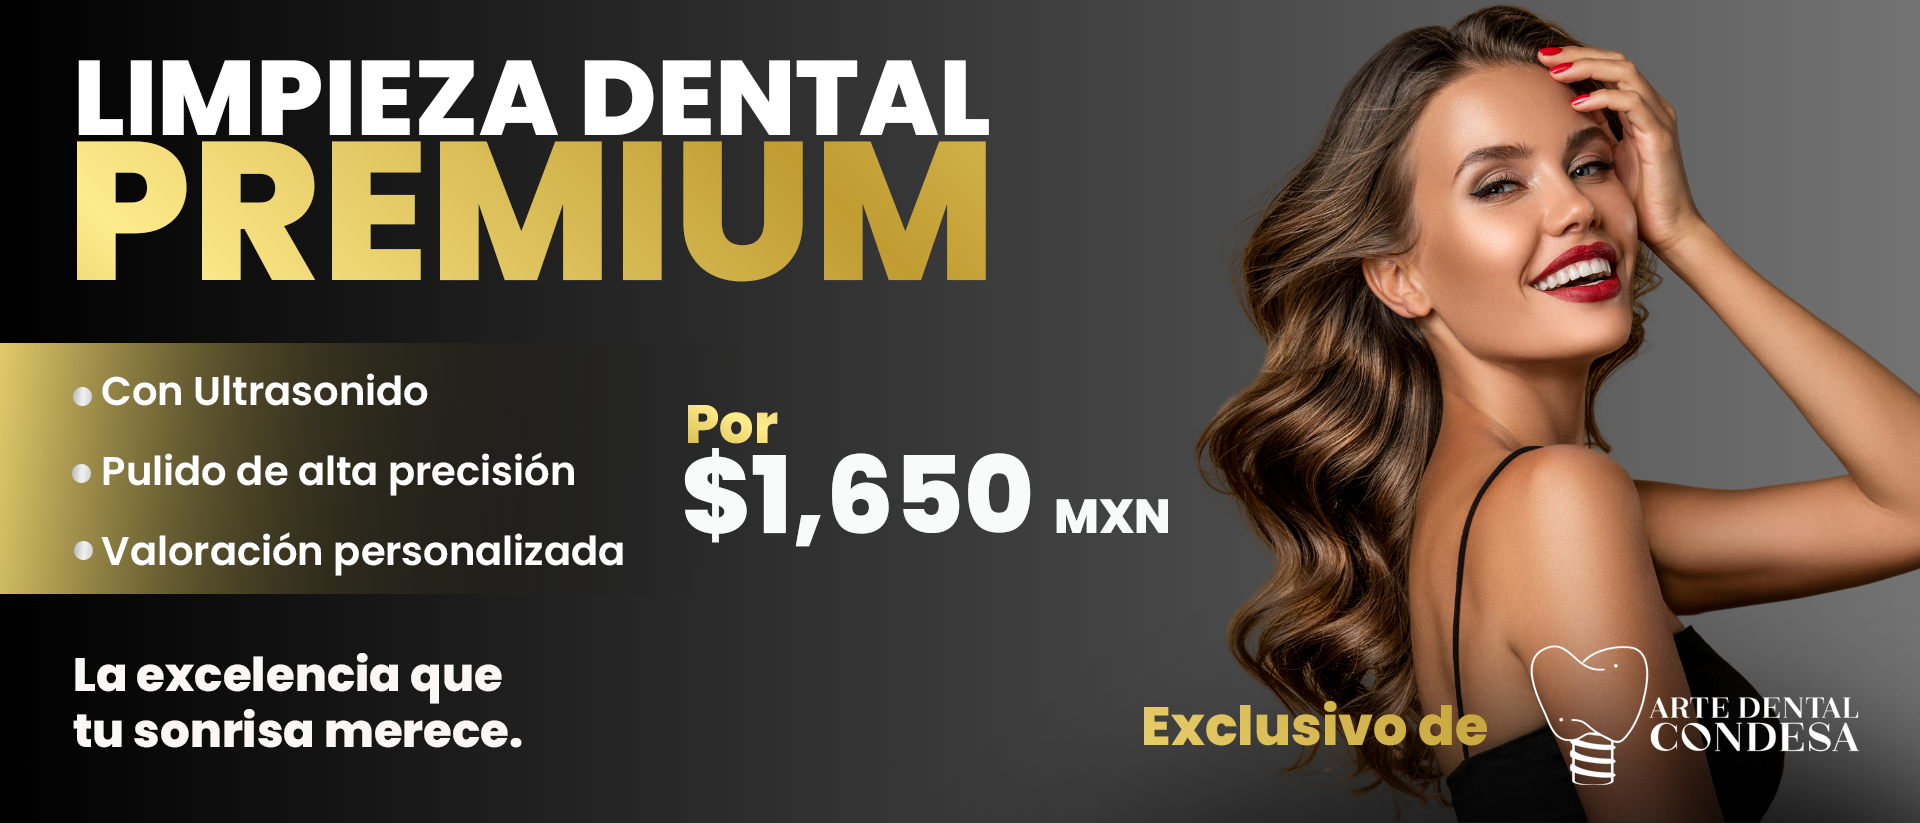 LIMPIEZA DENTAL
PREMIUM
Con Ultrasonido
Pulido de alta precisión
Valoración personalizada
Por
$1,650 MXN
La excelencia que
tu sonrisa merece.
Exclusivo de
ARTE DENTAL
CONDESA